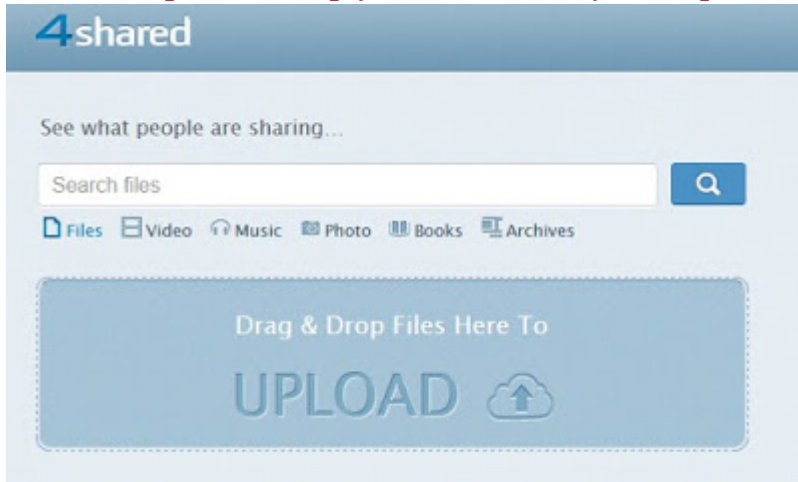 4shared
See what people are sharing...
Search files
Files Video Music Photo Books Archives
Drag & Drop Files Here To
UPLOAD